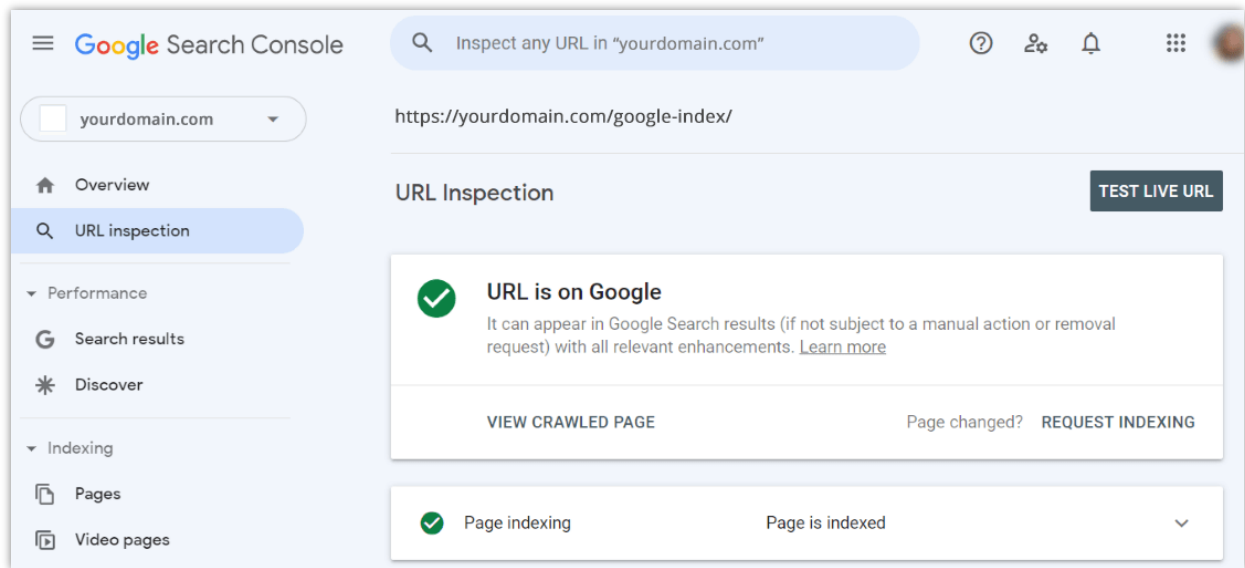 Google Search Console
Inspect any URL in “yourdomain.com”
yourdomain.com
https://yourdomain.com/google-index/
Overview
URL inspection
Performance
G Search results
Discover
Indexing
Pages
Video pages
URL Inspection
TEST LIVE URL
URL is on Google
It can appear in Google Search results (if not subject to a manual action or removal
request) with all relevant enhancements. Learn more
VIEW CRAWLED PAGE
Page changed? REQUEST INDEXING
Page indexing
Page is indexed